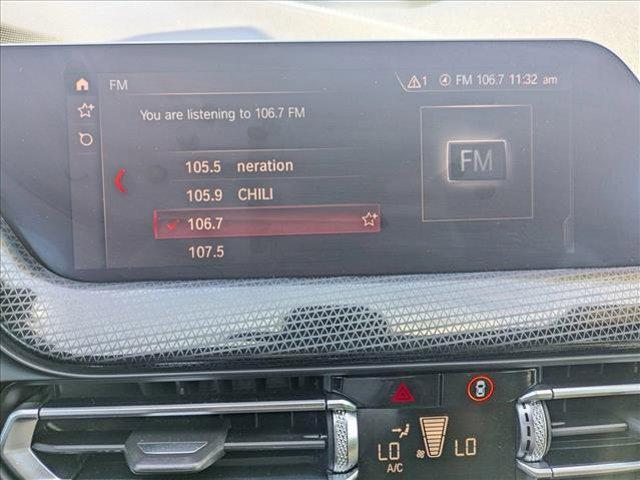 FM
1 FM 106.7 11:32 am
You are listening to 106.7 FM
FM
105.5 neration
105.9 CHILI
106.7
107.5
LO LO
A/C